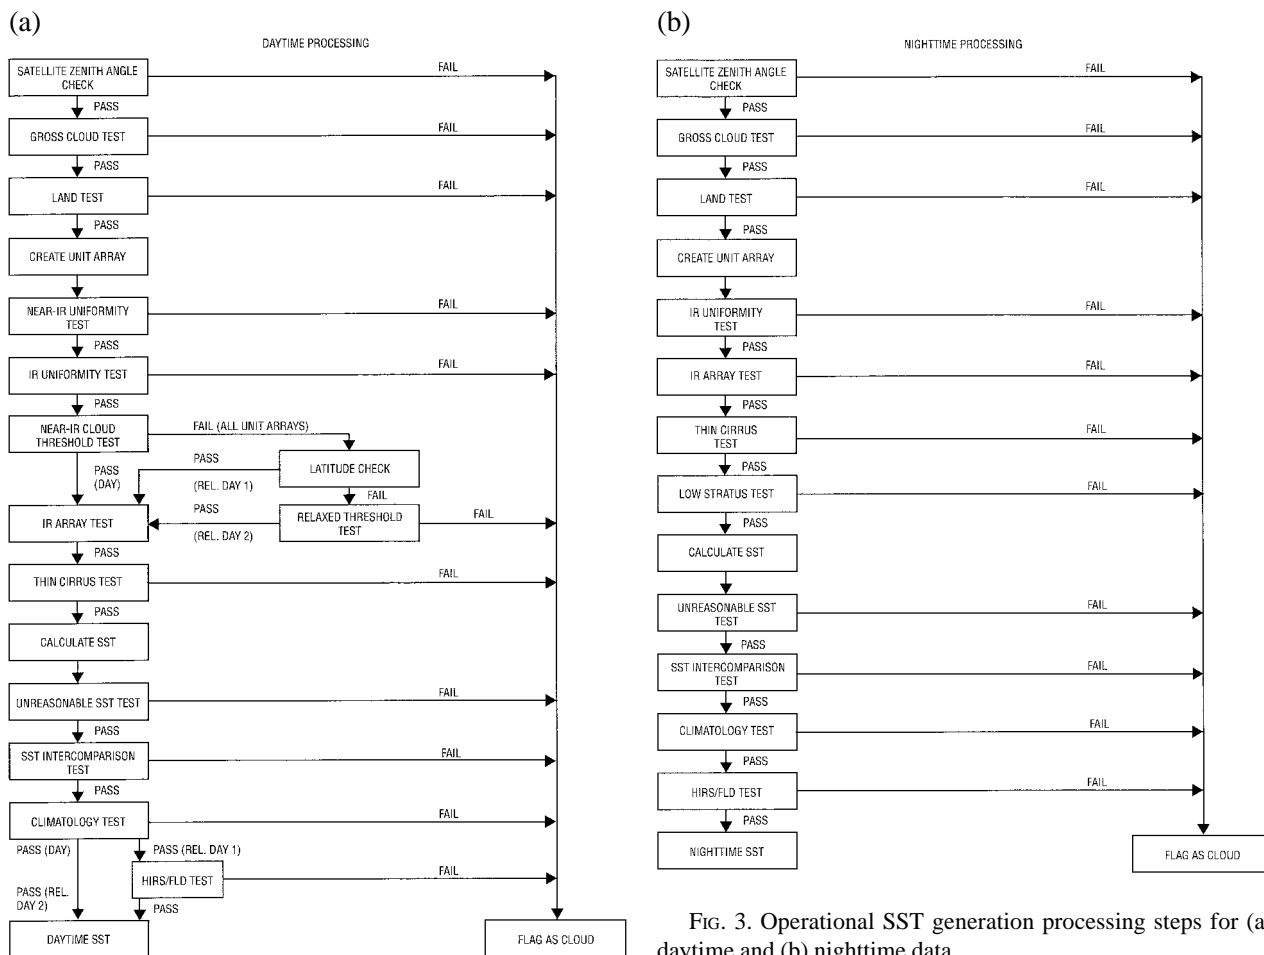 (a)
DAYTIME PROCESSING
SATELLITE ZENITH ANGLE
CHECK
FAIL
PASS
GROSS CLOUD TEST
FAIL
PASS
LAND TEST
FAIL
PASS
CREATE UNIT ARRAY
NEAR-IR UNIFORMITY
TEST
FAIL
PASS
IR UNIFORMITY TEST
FAIL
PASS
NEAR-IR CLOUD
THRESHOLD TEST
FAIL (ALL UNIT ARRAYS)
PASS
(DAY)
PASS
(REL. DAY 1)
LATITUDE CHECK
FAIL
IR ARRAY TEST
PASS
(REL. DAY 2)
RELAXED THRESHOLD
TEST
FAIL
PASS
THIN CIRRUS TEST
FAIL
PASS
CALCULATE SST
UNREASONABLE SST TEST
FAIL
PASS
SST INTERCOMPARISON
TEST
FAIL
PASS
CLIMATOLOGY TEST
FAIL
PASS (DAY)
PASS (REL. DAY 1)
HIRS/FLD TEST
FAIL
PASS (REL.
DAY 2)
PASS
DAYTIME SST
FLAG AS CLOUD
(b)
NIGHTTIME PROCESSING
SATELLITE ZENITH ANGLE
CHECK
FAIL
PASS
GROSS CLOUD TEST
FAIL
PASS
LAND TEST
FAIL
PASS
CREATE UNIT ARRAY
IR UNIFORMITY
TEST
FAIL
PASS
IR ARRAY TEST
FAIL
PASS
THIN CIRRUS
TEST
FAIL
PASS
LOW STRATUS TEST
FAIL
PASS
CALCULATE SST
UNREASONABLE SST
TEST
FAIL
PASS
SST INTERCOMPARISON
TEST
FAIL
PASS
CLIMATOLOGY TEST
FAIL
PASS
HIRS/FLD TEST
FAIL
PASS
NIGHTTIME SST
FLAG AS CLOUD
FIG. 3. Operational SST generation processing steps for (a
daytime and (b) nighttime data